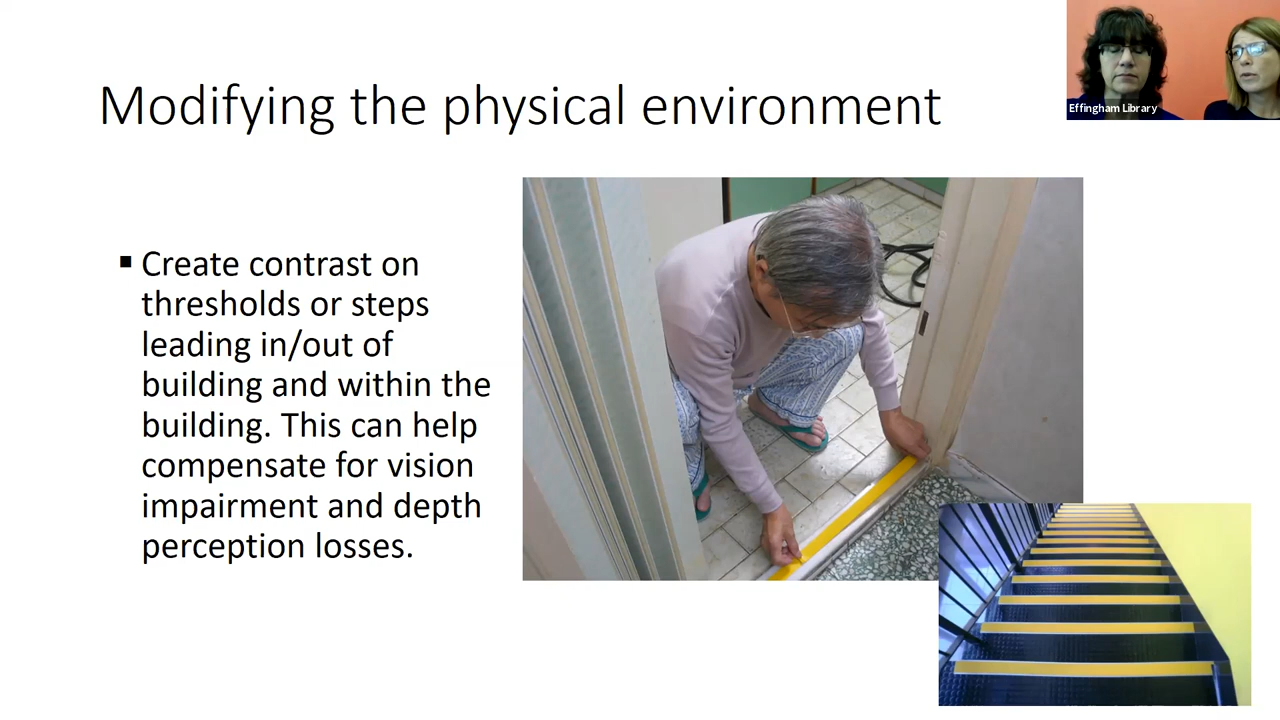 Modifying the physical environment
Effingham Library
▪ Create contrast on
thresholds or steps
leading in/out of
building and within the
building. This can help
compensate for vision
impairment and depth
perception losses.